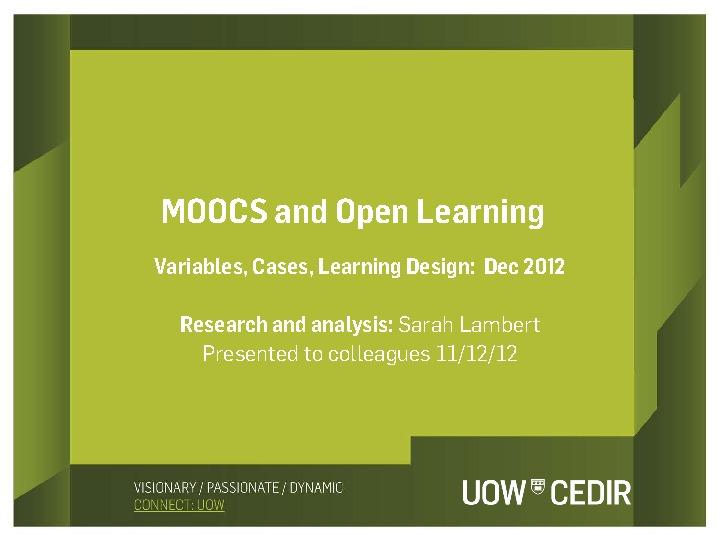 MOOCS and Open Learning
Variables, Cases, Learning Design: Dec 2012
Research and analysis: Sarah Lambert
Presented to colleagues 11/12/12
VISIONARY / PASSIONATE / DYNAMIC
CONNECT: UOW
UOW CEDIR